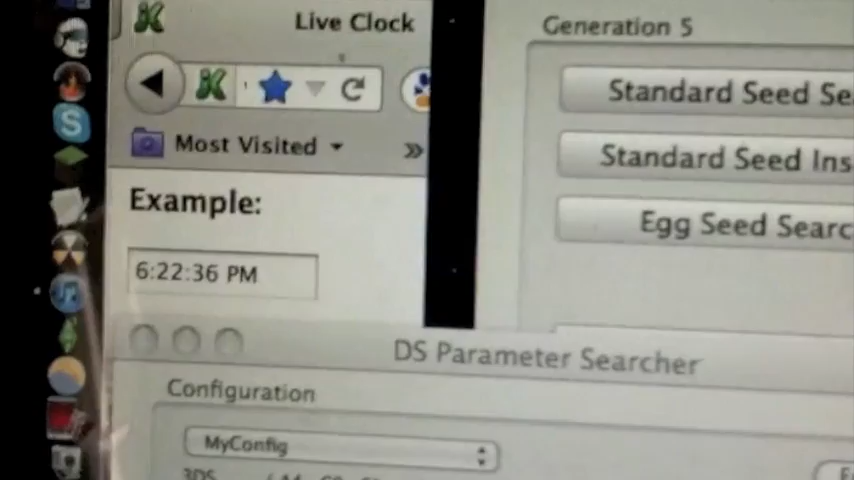 Live Clock
Most Visited
Example:
6:22:36 PM
Generation 5
Standard Seed Se
Standard Seed Ins
Egg Seed Searc
DS Parameter Searcher
Configuration
MyConfig
3DS